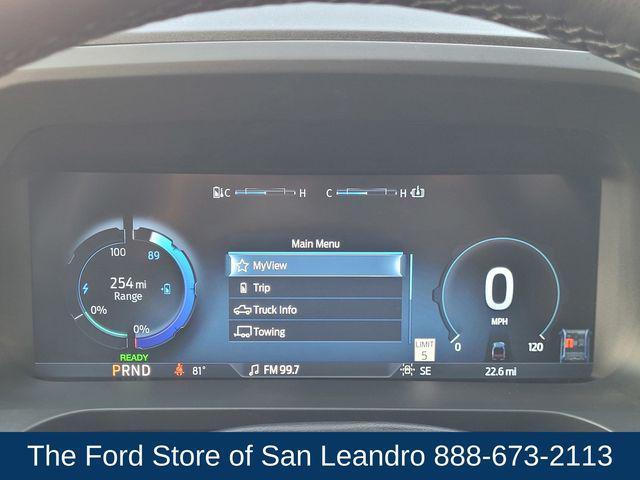 C H C H
Main Menu
100 89
MyView
254 mi
Range
Trip
0
MPH
0%
Truck Info
0%
Towing
LIMIT
5
0 120
READY
PRND 81° FM 99.7 SE 22.6 mi
The Ford Store of San Leandro 888-673-2113